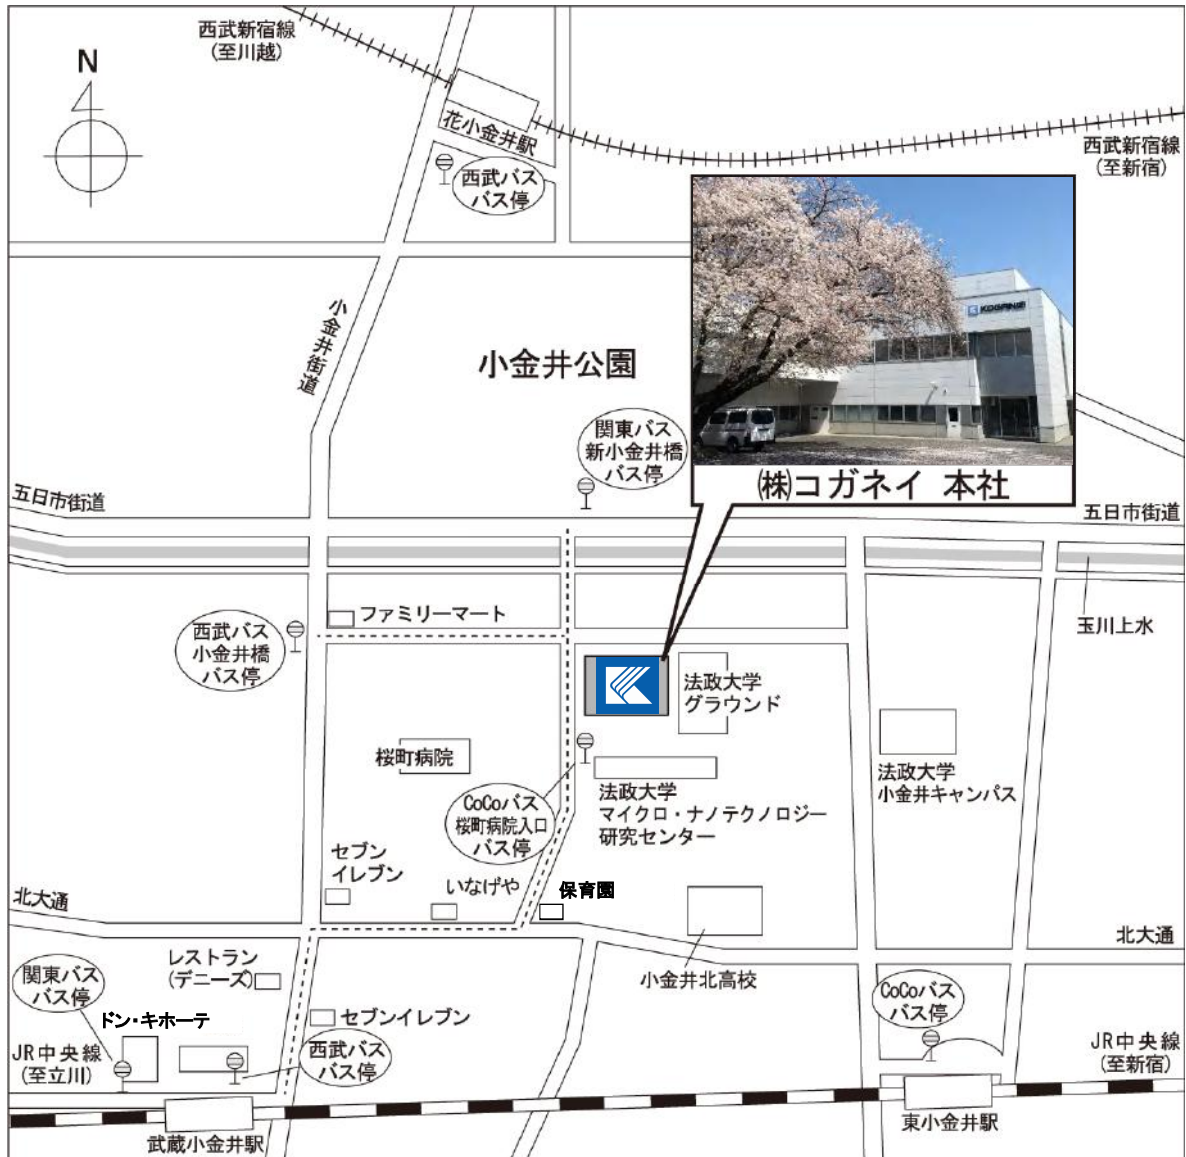 西武新宿線
(至川越)
N
花小金井駅
西武バス
バス停
西武新宿線
(至新宿)
小金井街道
小金井公園
KOGANEI
関東バス
新小金井橋
バス停
㈱コガネイ 本社
五日市街道
五日市街道
ファミリーマート
玉川上水
西武バス
小金井橋
バス停
法政大学
グラウンド
桜町病院
法政大学
小金井キャンパス
CoCoバス
桜町病院入口
バス停
法政大学
マイクロ・ナノテクノロジー
研究センター
セブン
イレブン
いなげや
保育園
北大通
北大通
レストラン
(デニーズ)
小金井北高校
関東バス
バス停
CoCoバス
バス停
ドン・キホーテ
セブンイレブン
西武バス
バス停
JR中央線
(至立川)
JR中央線
(至新宿)
武蔵小金井駅
東小金井駅